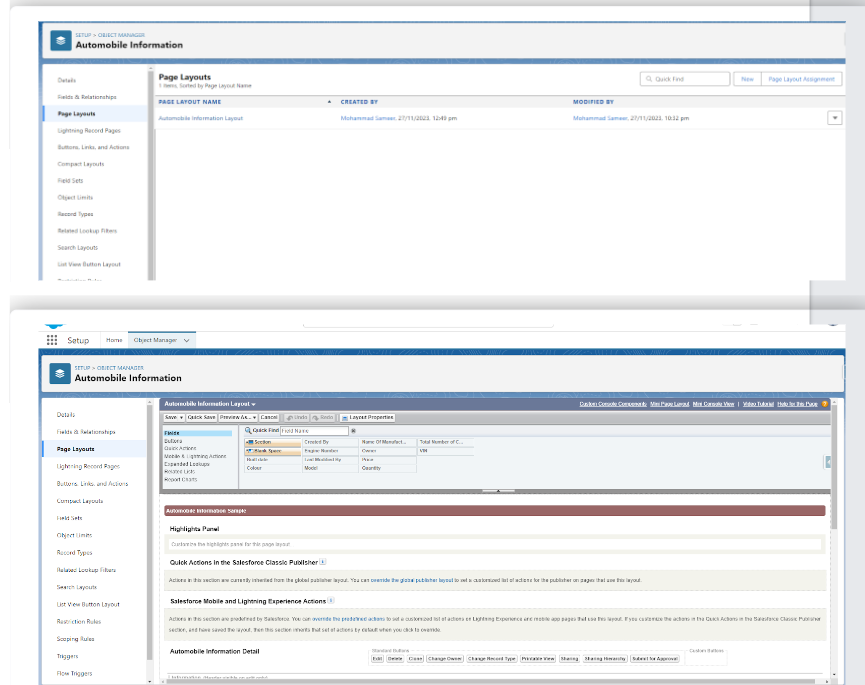 SETUP > OBJECT MANAGER
Automobile Information
Details
Fields & Relationships
Page Layouts
Lightning Record Pages
Buttons, Links, and Actions
Compact Layouts
Field Sets
Object Limits
Record Types
Related Lookup Filters
Search Layouts
List View Button Layout
Page Layouts
1 Items, Sorted by Page Layout Name
Quick Find
New
Page Layout Assignment
PAGE LAYOUT NAME CREATED BY MODIFIED BY
Automobile Information Layout Mohammad Sameer, 27/11/2023, 12:49 pm Mohammad Sameer, 27/11/2023, 10:32 pm
Setup Home Object Manager
SETUP > OBJECT MANAGER
Automobile Information
Details
Fields & Relationships
Page Layouts
Lightning Record Pages
Buttons, Links, and Actions
Compact Layouts
Field Sets
Object Limits
Record Types
Related Lookup Filters
Search Layouts
List View Button Layout
Restriction Rules
Scoping Rules
Triggers
Flow Triggers
Automobile Information Layout
Custom Console Components Mini Page Layout Mini Console View | Video Tutorial Help for this Page
Save Quick Save Preview As... Cancel Undo Redo Layout Properties
Fields
Buttons
Quick Actions
Mobile & Lightning Actions
Expanded Lookups
Related Lists
Report Charts
Quick Find Field Name
Section Created By Name Of Manufact... Total Number of C...
Blank Space Engine Number Owner VIN
Last Modified By Price
Colour Model Quantity
Automobile Information Sample
Highlights Panel
Customize the highlights panel for this page layout
Quick Actions in the Salesforce Classic Publisher
Actions in this section are currently inherited from the global publisher layout. You can override the global publisher layout to set a customized list of actions for the publisher on pages that use this layout.
Salesforce Mobile and Lightning Experience Actions
Actions in this section are predefined by Salesforce. You can override the predefined actions to set a customized list of actions on Lightning Experience and mobile app pages that use this layout. If you customize the actions in the Quick Actions in the Salesforce Classic Publisher
section, and have saved the layout, then this section inherits that set of actions by default when you click to override.
Automobile Information Detail
Standard Buttons
Edit Delete Clone Change Owner Change Record Type Printable View Sharing Sharing Hierarchy Submit for Approval
Custom Buttons